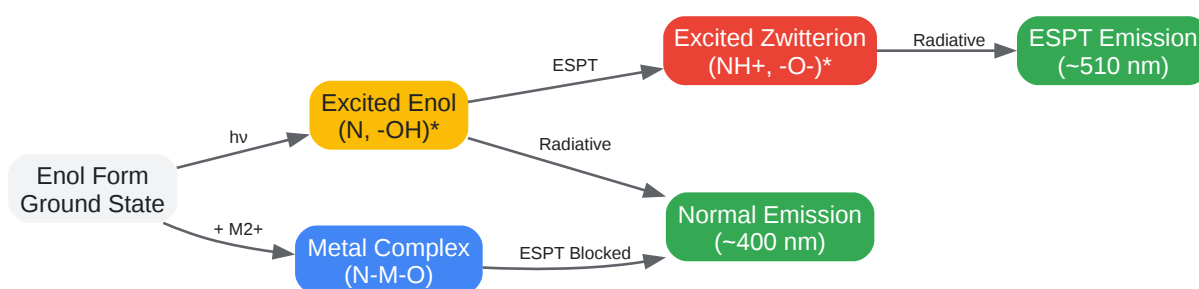 Enol Form
Ground State
hν
+ M2+
Excited Enol
(N, -OH)*
Metal Complex
(N-M-O)
ESPT
Radiative
ESPT Blocked
Excited Zwitterion
(NH+, -O-)*
Normal Emission
(~400 nm)
Radiative
ESPT Emission
(~510 nm)